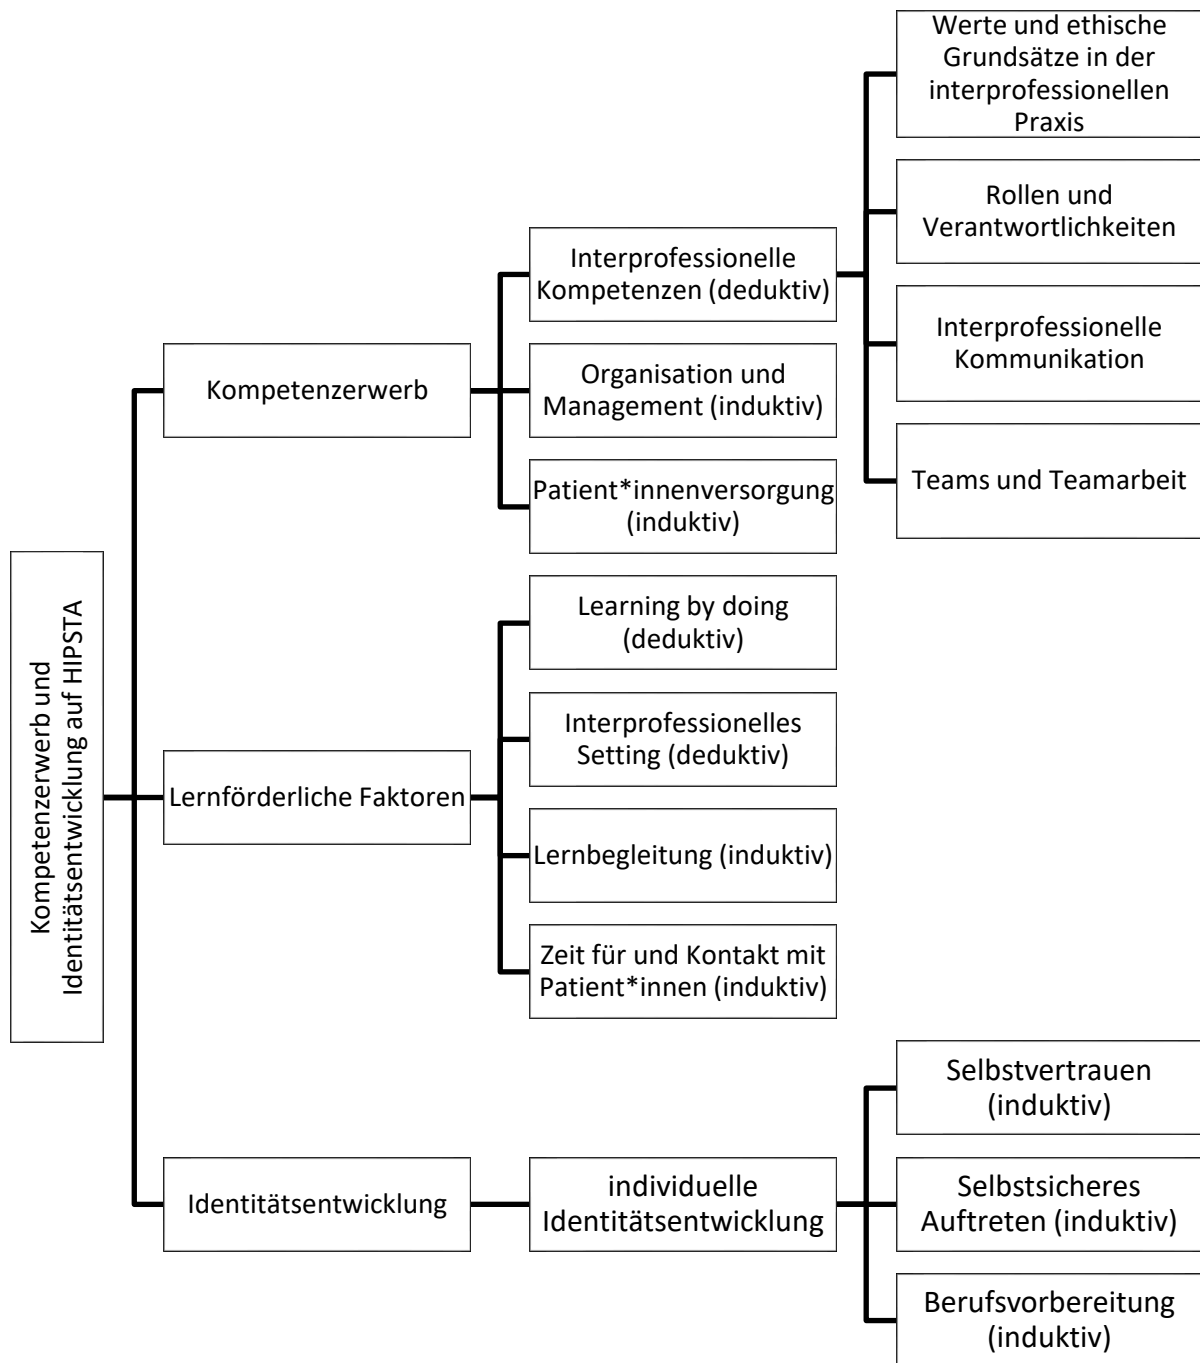 Kompetenzerwerb und
Identitätsentwicklung auf HIPSTA
Kompetenzerwerb
Interprofessionelle
Kompetenzen (deduktiv)
Werte und ethische
Grundsätze in der
interprofessionellen
Praxis
Rollen und
Verantwortlichkeiten
Interprofessionelle
Kommunikation
Teams und Teamarbeit
Organisation und
Management (induktiv)
Patient*innenversorgung
(induktiv)
Lernförderliche Faktoren
Learning by doing
(deduktiv)
Interprofessionelles
Setting (deduktiv)
Lernbegleitung (induktiv)
Zeit für und Kontakt mit
Patient*innen (induktiv)
Identitätsentwicklung
individuelle
Identitätsentwicklung
Selbstvertrauen
(induktiv)
Selbstsicheres
Auftreten (induktiv)
Berufsvorbereitung
(induktiv)